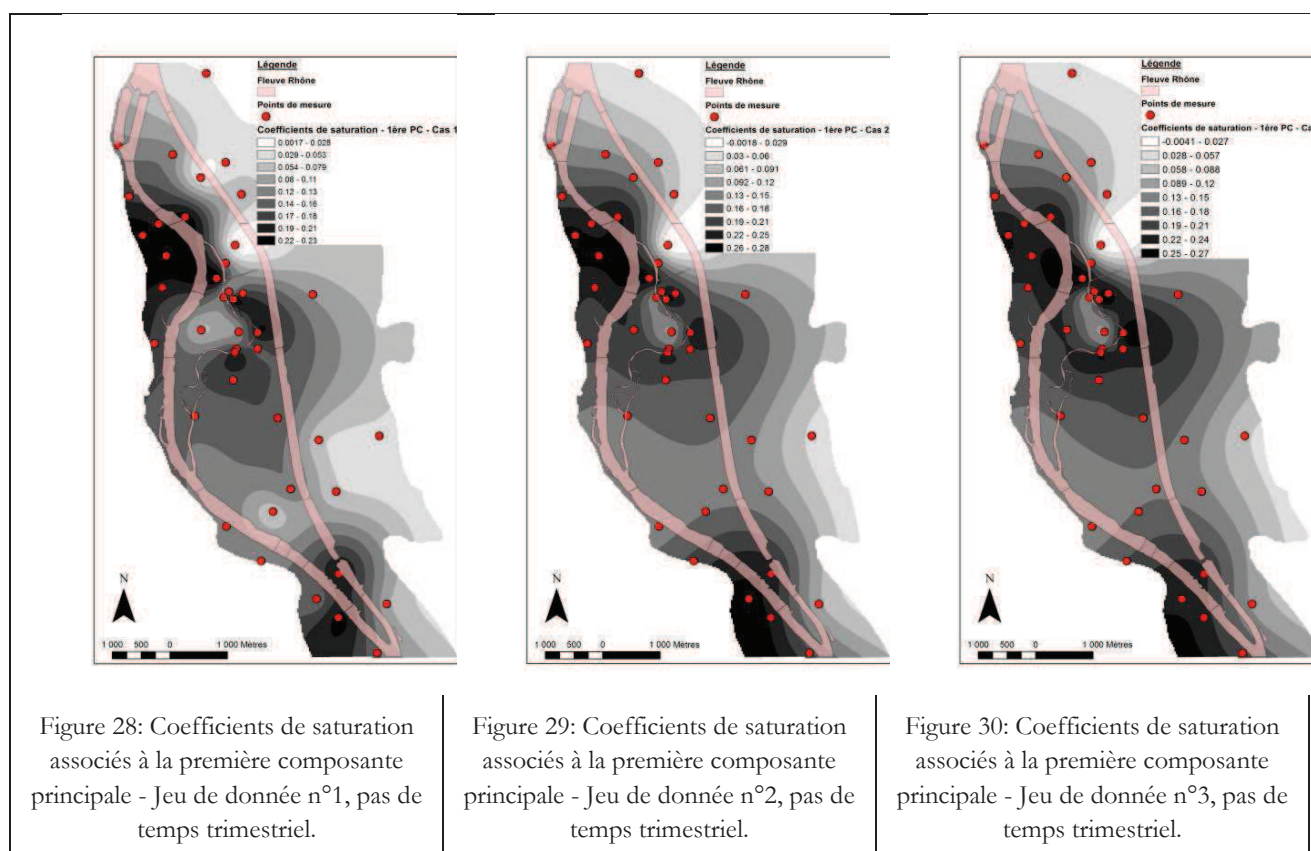 Légende
Fleuve Rhône
Points de mesure
Coefficients de saturation - 1ère PC - Cas 1
0.0017 - 0.028
0.029 - 0.053
0.054 - 0.079
0.08 - 0.11
0.12 - 0.13
0.14 - 0.16
0.17 - 0.18
0.19 - 0.21
0.22 - 0.23
N
1 000 500 0 1 000 Mètres
Légende
Fleuve Rhône
Points de mesure
Coefficients de saturation - 1ère PC - Cas 2
-0.0018 - 0.029
0.03 - 0.06
0.061 - 0.091
0.092 - 0.12
0.13 - 0.15
0.16 - 0.18
0.19 - 0.21
0.22 - 0.25
0.26 - 0.28
N
1 000 500 0 1 000 Mètres
Légende
Fleuve Rhône
Points de mesure
Coefficients de saturation - 1ère PC - Cas
-0.0041 - 0.027
0.028 - 0.057
0.058 - 0.088
0.089 - 0.12
0.13 - 0.15
0.16 - 0.18
0.19 - 0.21
0.22 - 0.24
0.25 - 0.27
N
1 000 500 0 1 000 Mètres
Figure 28: Coefficients de saturation
associés à la première composante
principale - Jeu de donnée n°1, pas de
temps trimestriel.
Figure 29: Coefficients de saturation
associés à la première composante
principale - Jeu de donnée n°2, pas de
temps trimestriel.
Figure 30: Coefficients de saturation
associés à la première composante
principale - Jeu de donnée n°3, pas de
temps trimestriel.